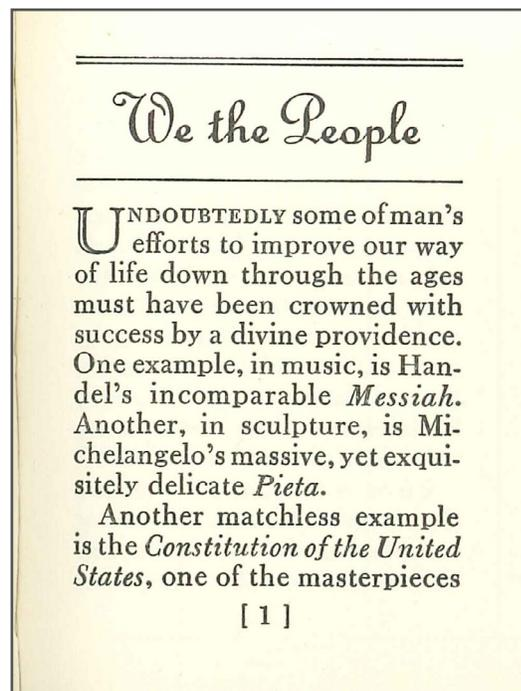 We the People
UNDOUBTEDLY some of man's
efforts to improve our way
of life down through the ages
must have been crowned with
success by a divine providence.
One example, in music, is Han-
del's incomparable Messiah.
Another, in sculpture, is Mi-
chelangelo's massive, yet exqui-
sitely delicate Pieta.
Another matchless example
is the Constitution of the United
States, one of the masterpieces
[ 1 ]